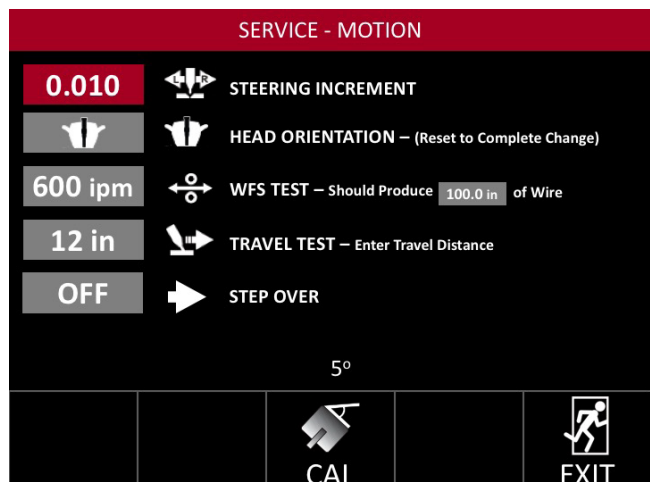 SERVICE - MOTION
0.010 STEERING INCREMENT
HEAD ORIENTATION – (Reset to Complete Change)
600 ipm WFS TEST – Should Produce 100.0 in of Wire
12 in TRAVEL TEST – Enter Travel Distance
OFF STEP OVER
5º
CAL EXIT